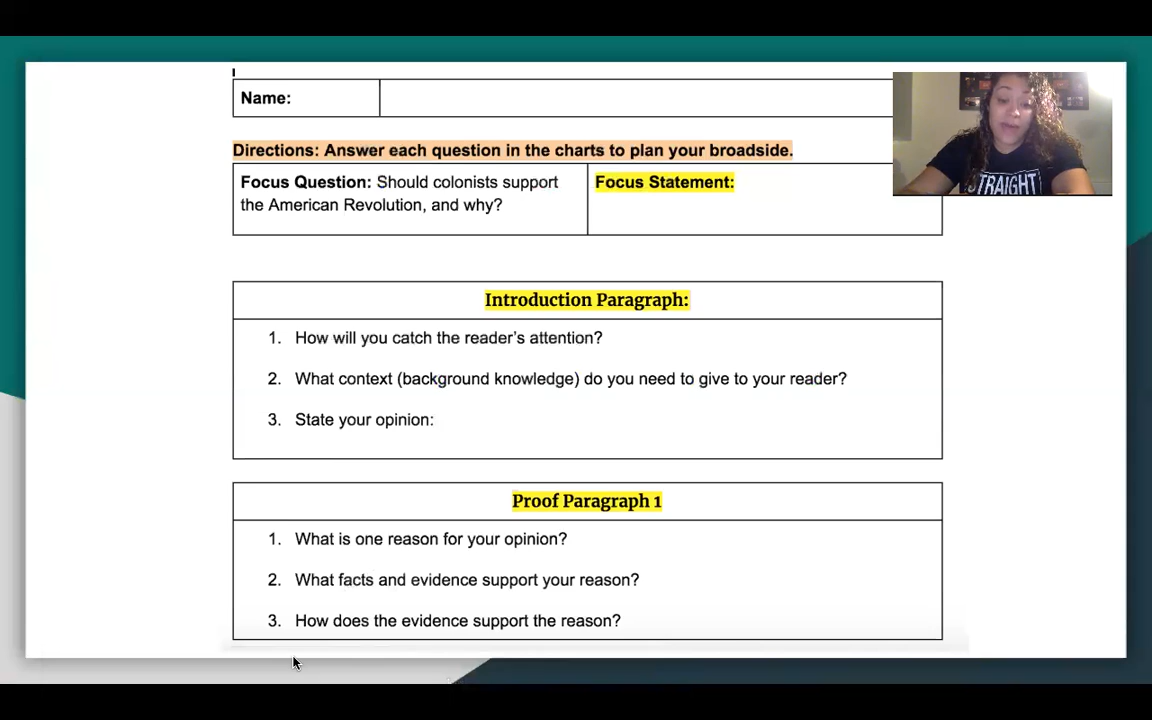 Name:
Directions: Answer each question in the charts to plan your broadside.
Focus Question: Should colonists support
the American Revolution, and why?
Focus Statement:
Introduction Paragraph:
1. How will you catch the reader's attention?
2. What context (background knowledge) do you need to give to your reader?
3. State your opinion:
Proof Paragraph 1
1. What is one reason for your opinion?
2. What facts and evidence support your reason?
3. How does the evidence support the reason?
STRAIGHT